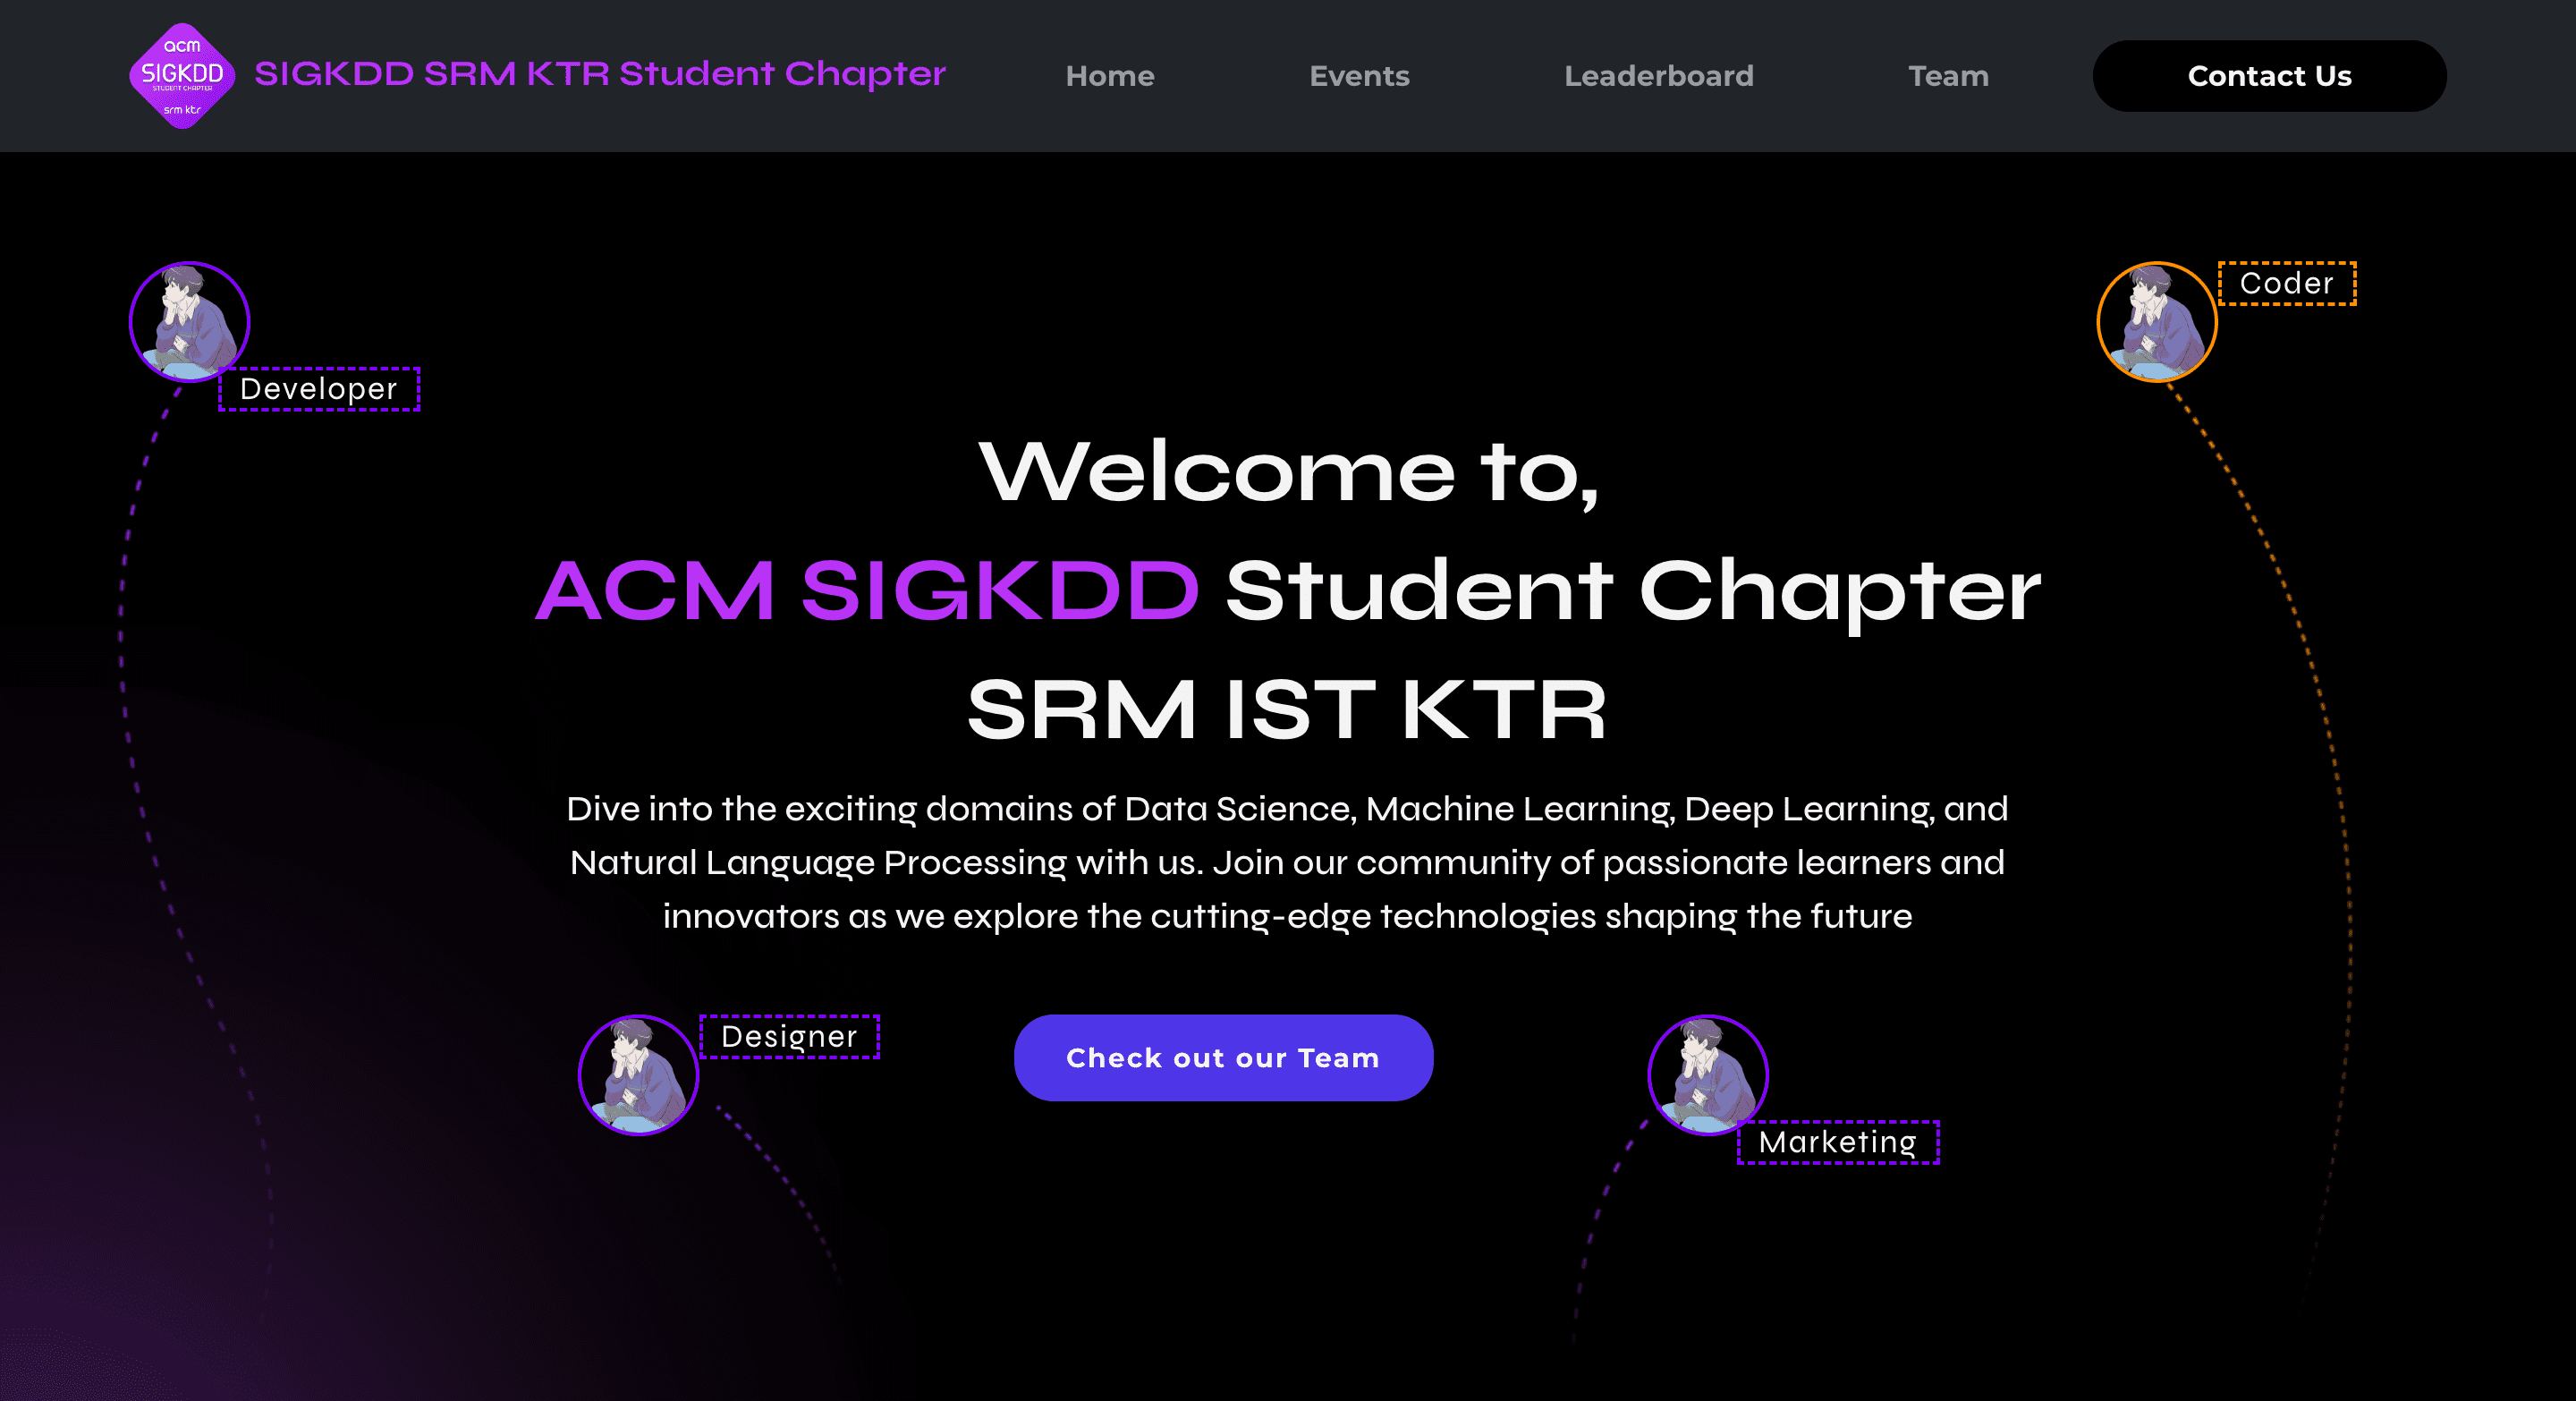 acm
SIGKDD
STUDENT CHAPTER
srm ktr
SIGKDD SRM KTR Student Chapter
Home
Events
Leaderboard
Team
Contact Us
Developer
Coder
Welcome to,
ACM SIGKDD Student Chapter
SRM IST KTR
Dive into the exciting domains of Data Science, Machine Learning, Deep Learning, and
Natural Language Processing with us. Join our community of passionate learners and
innovators as we explore the cutting-edge technologies shaping the future
Designer
Check out our Team
Marketing